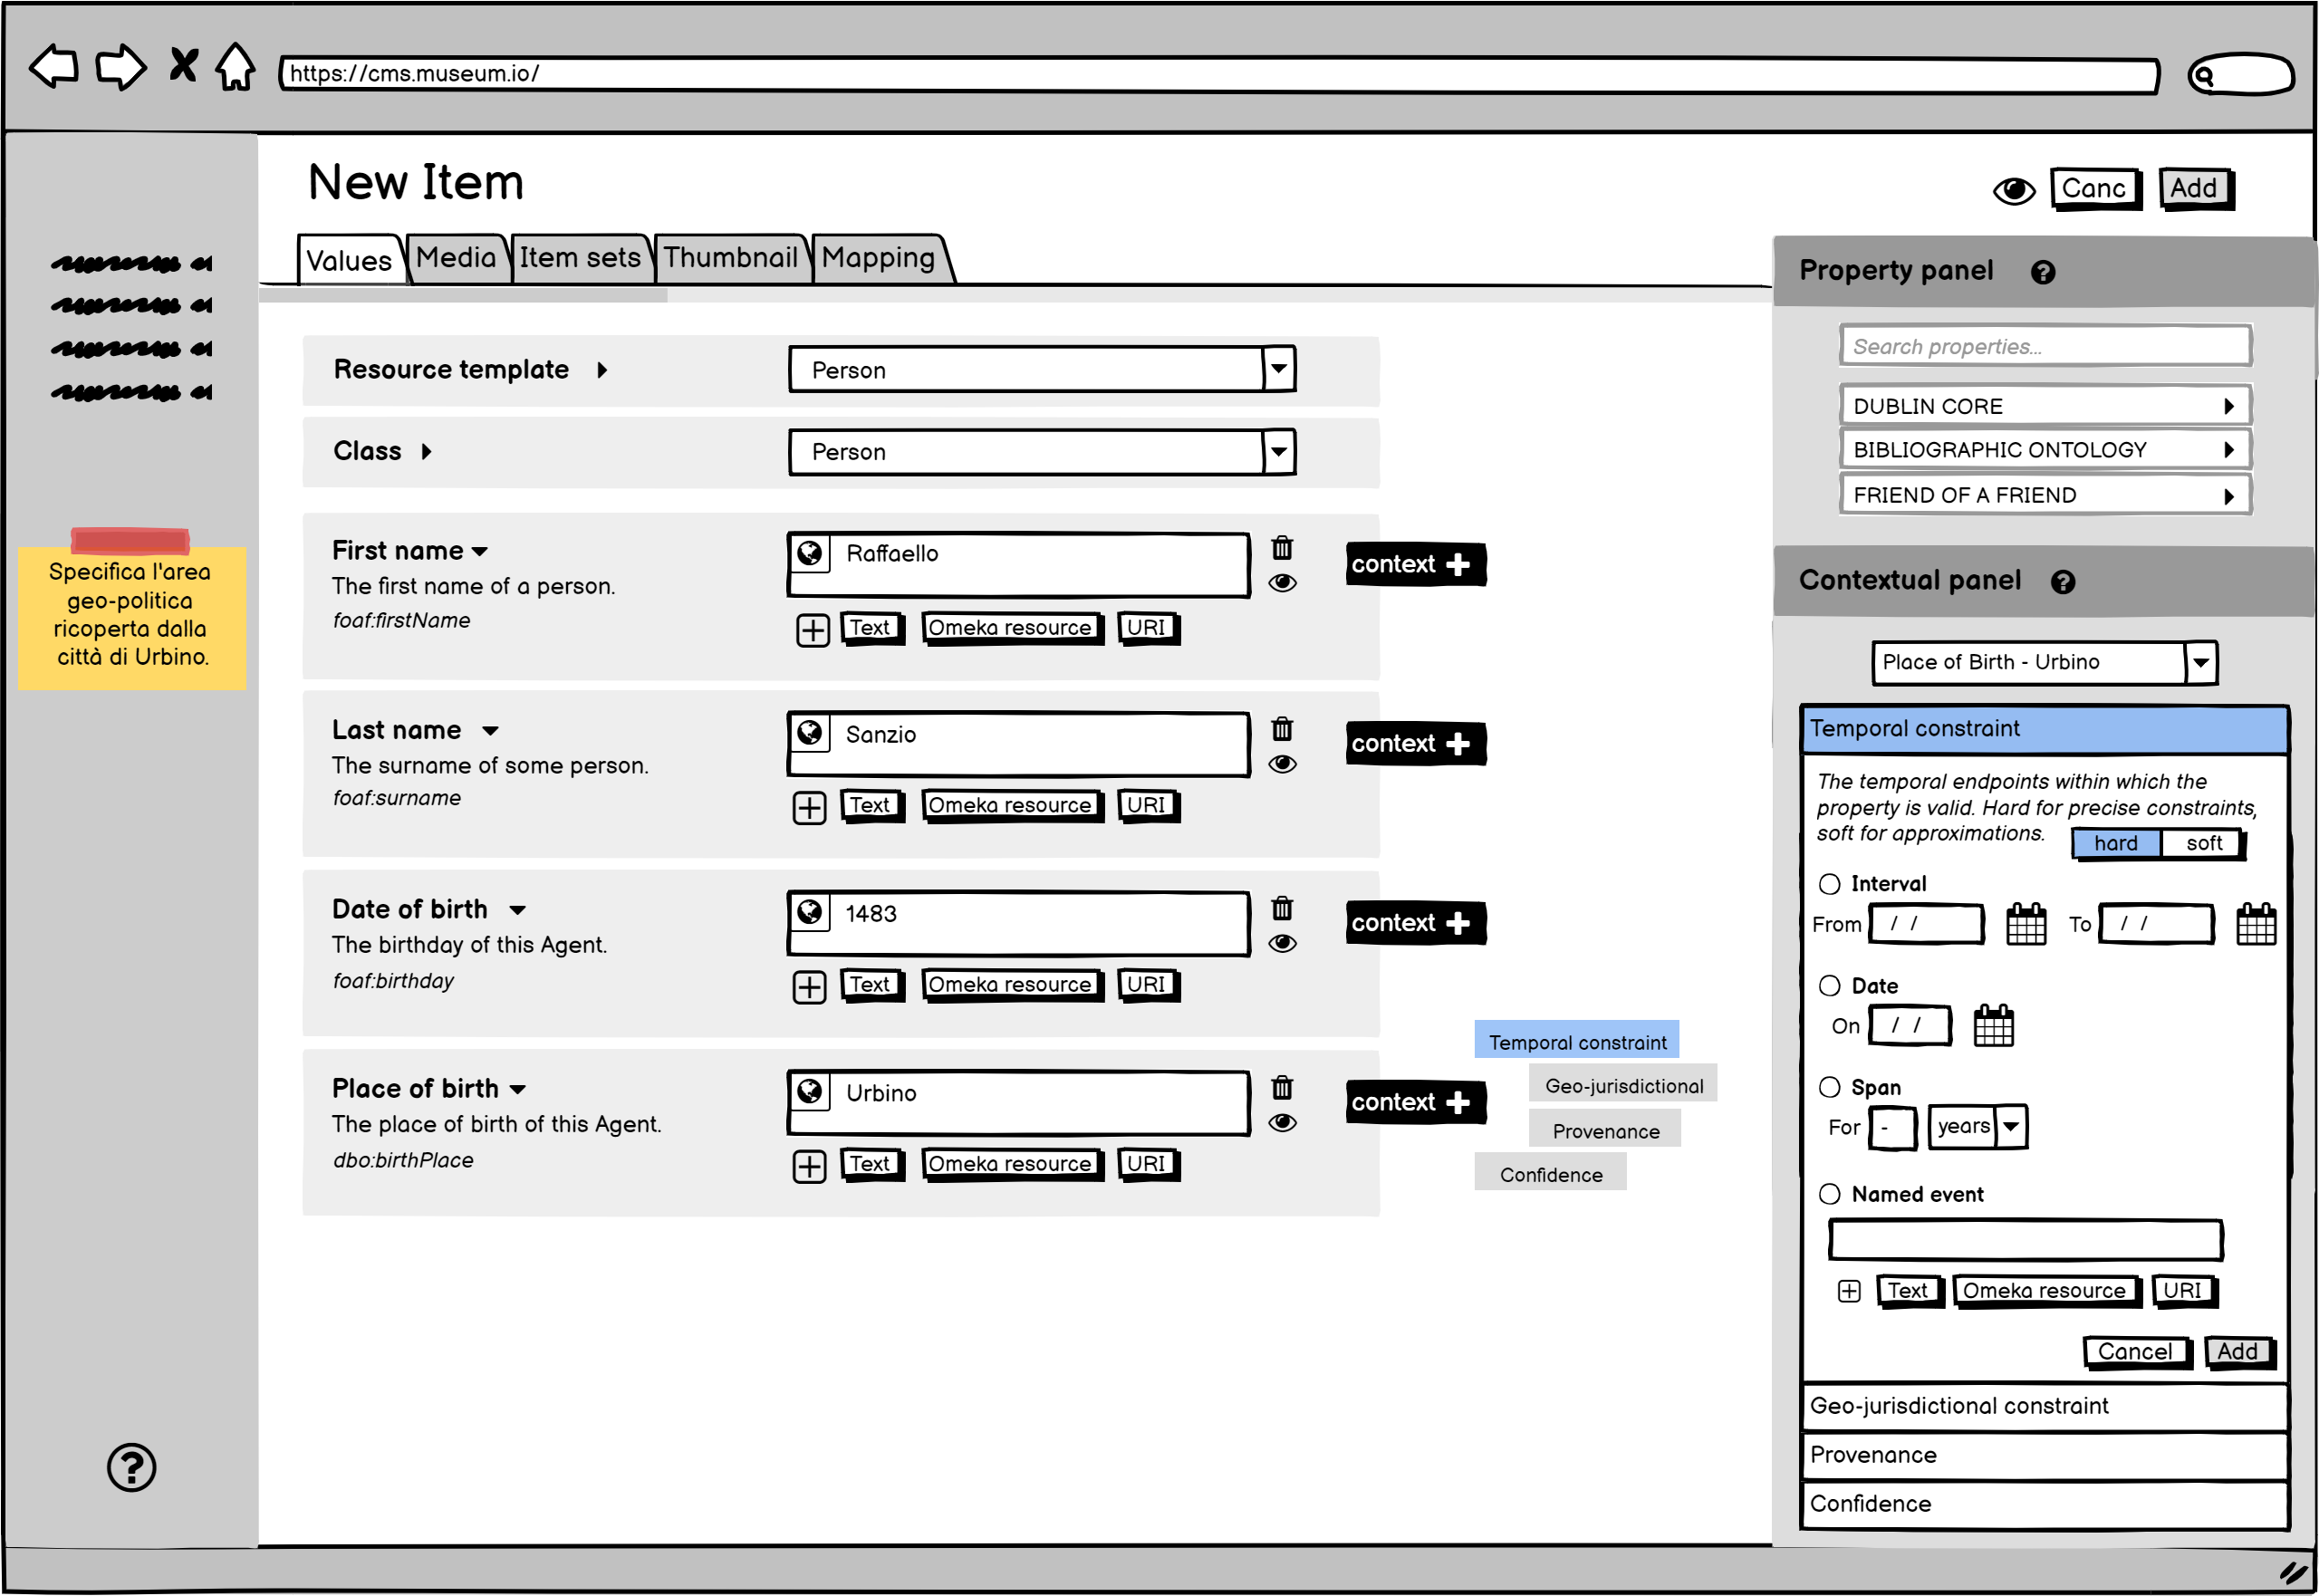 https://cms.museum.io/
New Item
Canc
Add
Values
Media
Item sets
Thumbnail
Mapping
Resource template
Person
Class
Person
First name
The first name of a person.
foaf:firstName
Raffaello
Text
Omeka resource
URI
context
Last name
The surname of some person.
foaf:surname
Sanzio
Text
Omeka resource
URI
context
Date of birth
The birthday of this Agent.
foaf:birthday
1483
Text
Omeka resource
URI
context
Place of birth
The place of birth of this Agent.
dbo:birthPlace
Urbino
Text
Omeka resource
URI
context
Temporal constraint
Geo-jurisdictional
Provenance
Confidence
Specifica l'area
geo-politica
ricoperta dalla
città di Urbino.
?
Property panel ?
Search properties...
DUBLIN CORE
BIBLIOGRAPHIC ONTOLOGY
FRIEND OF A FRIEND
Contextual panel ?
Place of Birth - Urbino
Temporal constraint
The temporal endpoints within which the
property is valid. Hard for precise constraints,
soft for approximations.
hard
soft
Interval
From / / To / /
Date
On / /
Span
For - years
Named event
Text
Omeka resource
URI
Cancel
Add
Geo-jurisdictional constraint
Provenance
Confidence